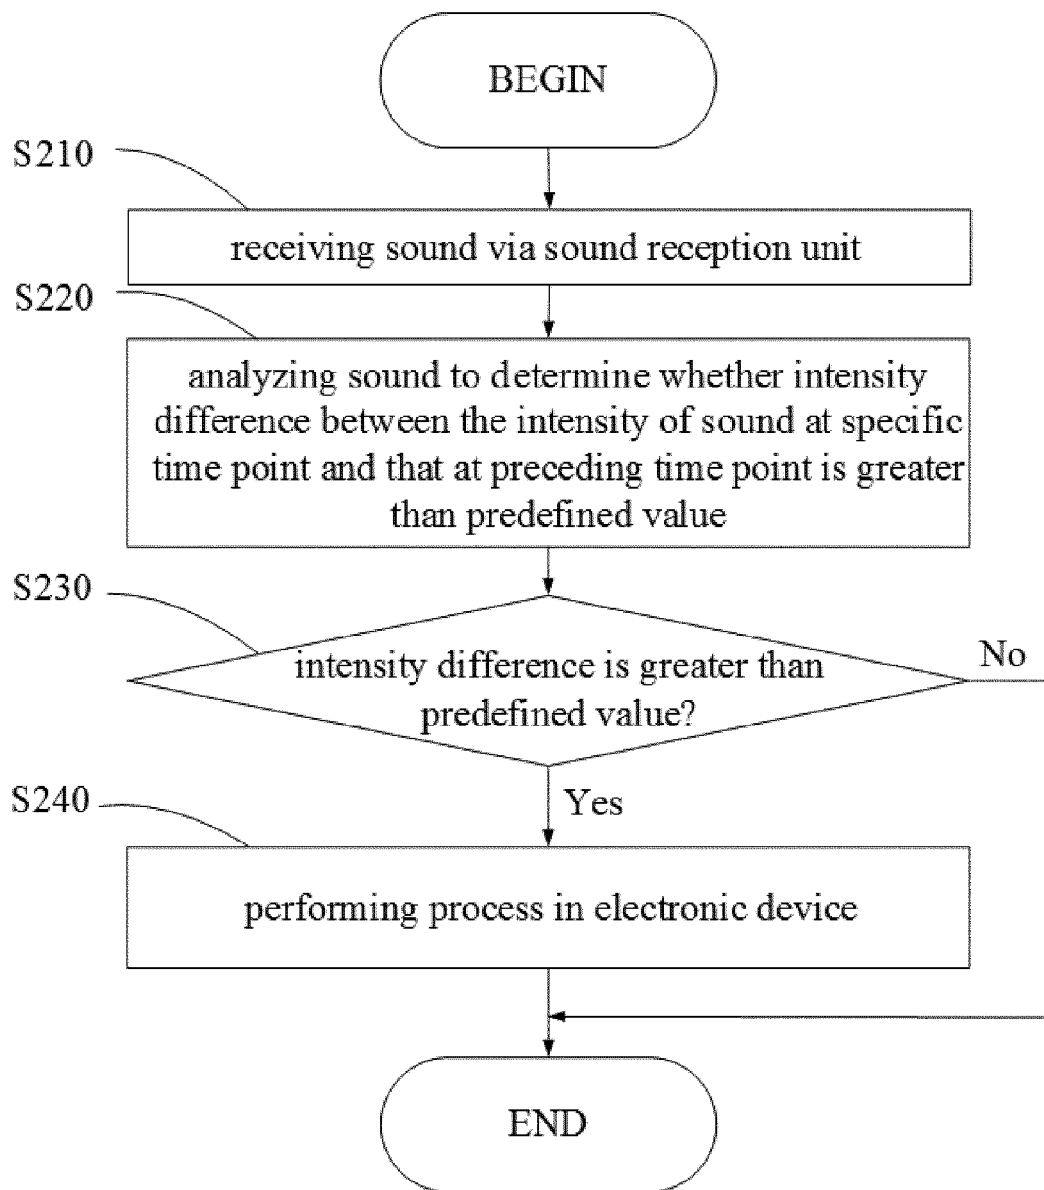 BEGIN
S210
receiving sound via sound reception unit
S220
analyzing sound to determine whether intensity
difference between the intensity of sound at specific
time point and that at preceding time point is greater
than predefined value
S230
intensity difference is greater than
predefined value?
No
Yes
S240
performing process in electronic device
END